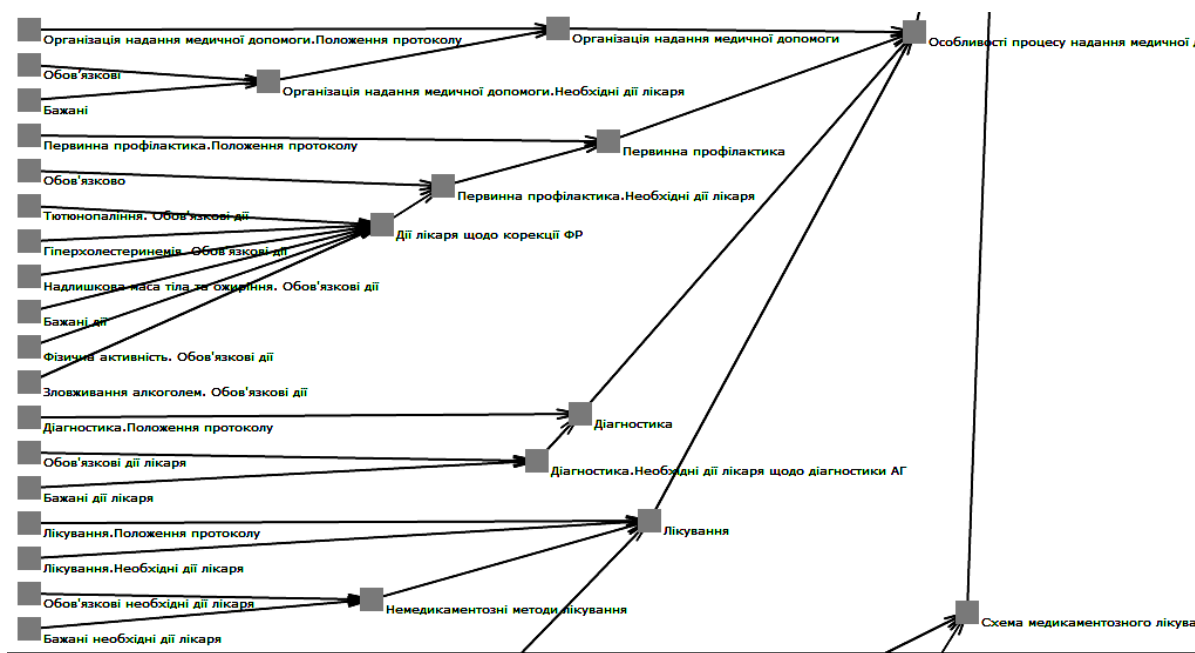 Організація надання медичної допомоги.Положення протоколу
Організація надання медичної допомоги
Особливості процесу надання медичної д
Обов'язкові
Організація надання медичної допомоги.Необхідні дії лікаря
Бажані
Первинна профілактика.Положення протоколу
Первинна профілактика
Обов'язково
Первинна профілактика.Необхідні дії лікаря
Тютюнопаління. Обов'язкові дії
Дії лікаря щодо корекції ФР
Гіперхолестеринемія. Обов'язкові дії
Надлишкова маса тіла та ожиріння. Обов'язкові дії
Бажані дії
Фізична активність. Обов'язкові дії
Зловживання алкоголем. Обов'язкові дії
Діагностика.Положення протоколу
Діагностика
Обов'язкові дії лікаря
Діагностика.Необхідні дії лікаря щодо діагностики АГ
Бажані дії лікаря
Лікування.Положення протоколу
Лікування
Лікування.Необхідні дії лікаря
Обов'язкові необхідні дії лікаря
Немедикаментозні методи лікування
Бажані необхідні дії лікаря
Схема медикаментозного лікува